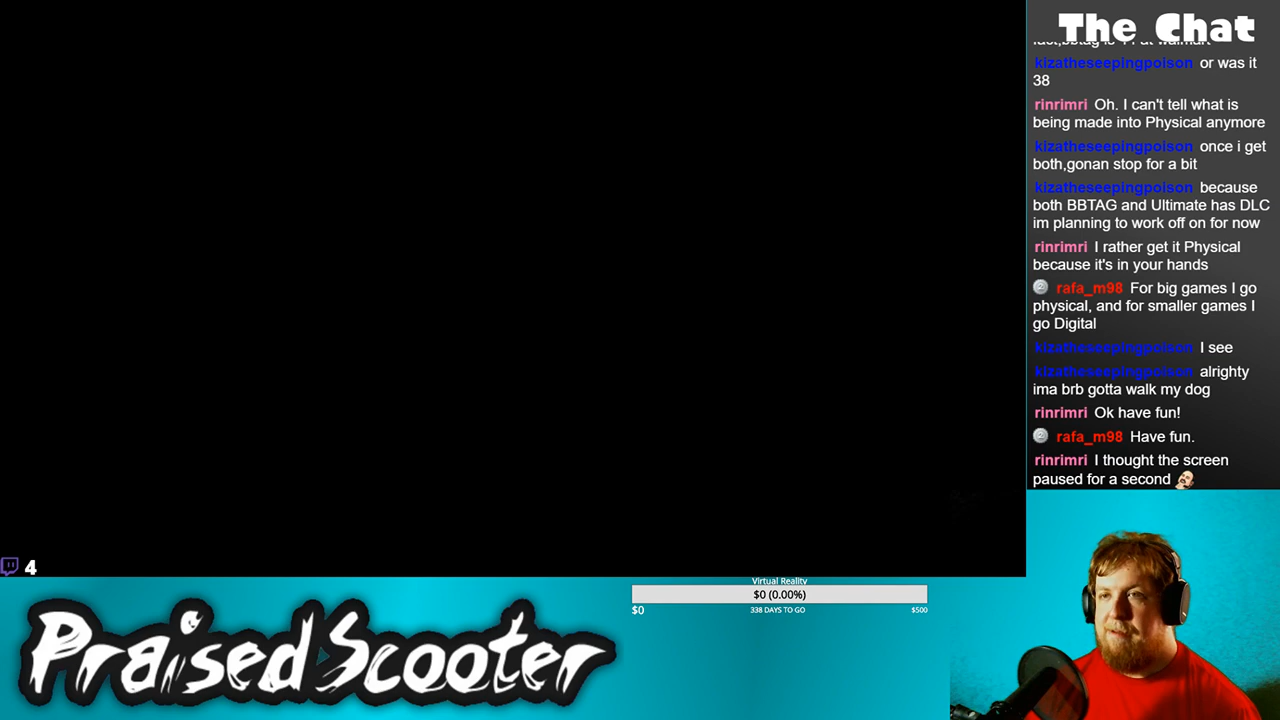 The Chat
kizatheseepingpoison or was it
38
rinrimri Oh. I can't tell what is
being made into Physical anymore
kizatheseepingpoison once i get
both,gonan stop for a bit
kizatheseepingpoison because
both BBTAG and Ultimate has DLC
im planning to work off on for now
rinrimri I rather get it Physical
because it's in your hands
rafa_m98 For big games I go
physical, and for smaller games I
go Digital
kizatheseepingpoison I see
kizatheseepingpoison alrighty
ima brb gotta walk my dog
rinrimri Ok have fun!
rafa_m98 Have fun.
rinrimri I thought the screen
paused for a second
4
Virtual Reality
$0 (0.00%)
$0 338 DAYS TO GO $500
PraisedScooter